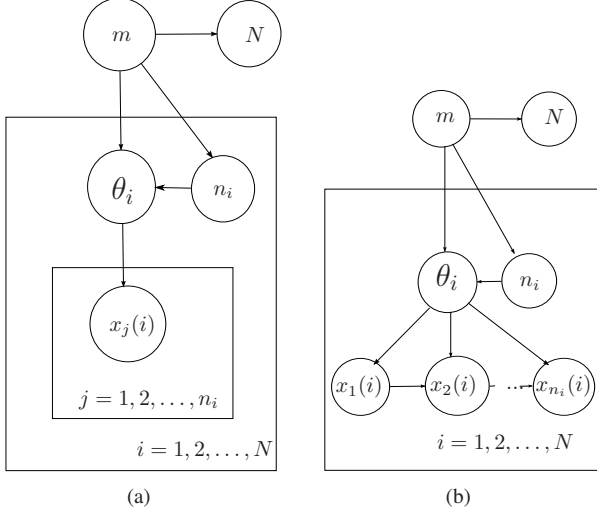 m N
θ_i n_i
x_j(i)
j = 1, 2, . . . , n_i
i = 1, 2, . . . , N
(a)
m N
θ_i n_i
x_1(i) x_2(i) ... x_{n_i}(i)
i = 1, 2, . . . , N
(b)